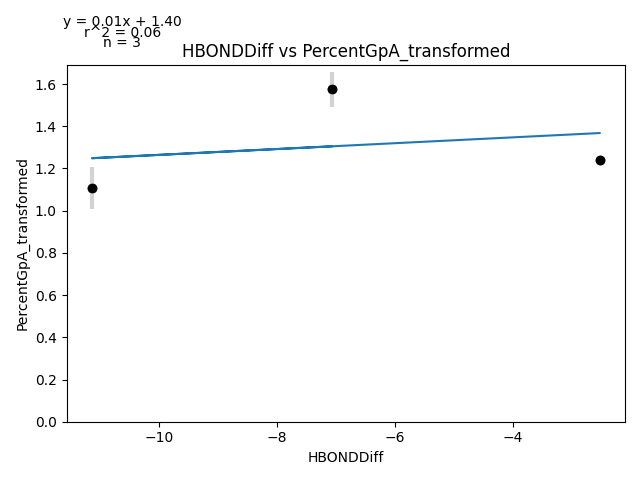 y = 0.01x + 1.40
r^2 = 0.06
n = 3
HBONDDiff vs PercentGpA_transformed
PercentGpA_transformed
1.6
1.4
1.2
1.0
0.8
0.6
0.4
0.2
0.0
−10
−8
−6
−4
HBONDDiff